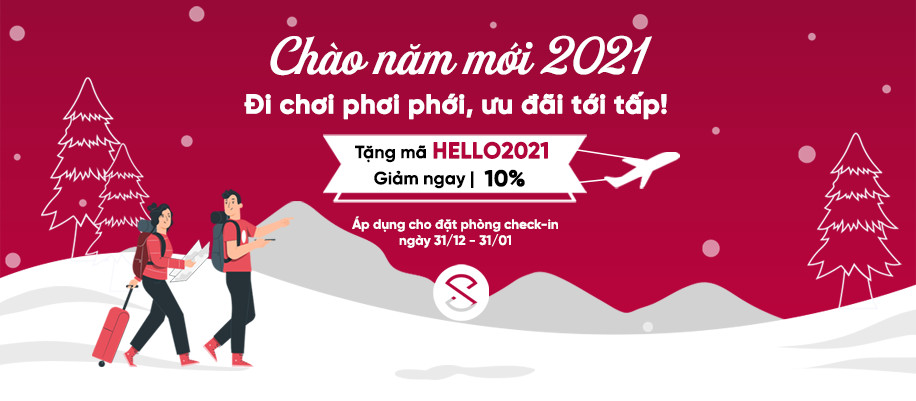 Chào năm mới 2021
Đi chơi phơi phới, ưu đãi tới tấp!
Tặng mã HELLO2021
Giảm ngay | 10%
Áp dụng cho đặt phòng check-in
ngày 31/12 - 31/01